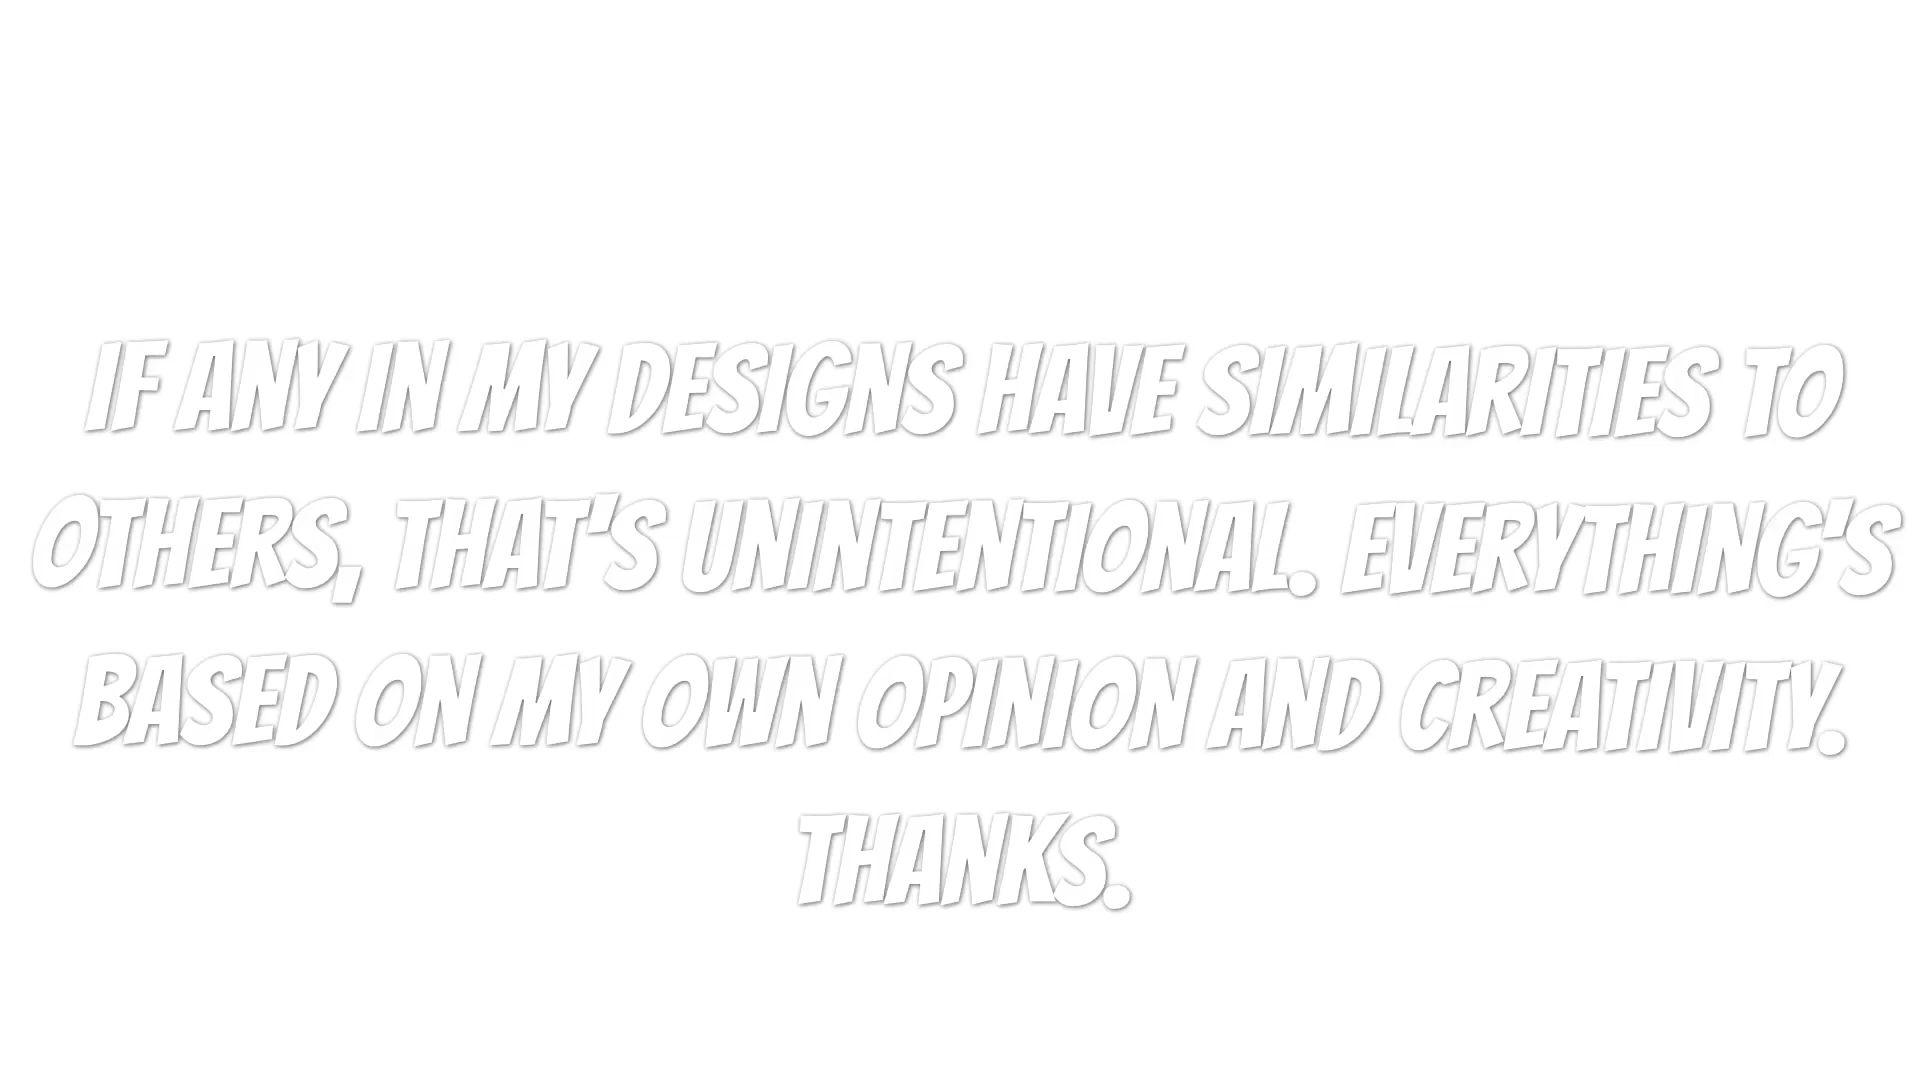 IF ANY IN MY DESIGNS HAVE SIMILARITIES TO
OTHERS, THAT'S UNINTENTIONAL. EVERYTHING'S
BASED ON MY OWN OPINION AND CREATIVITY.
THANKS.